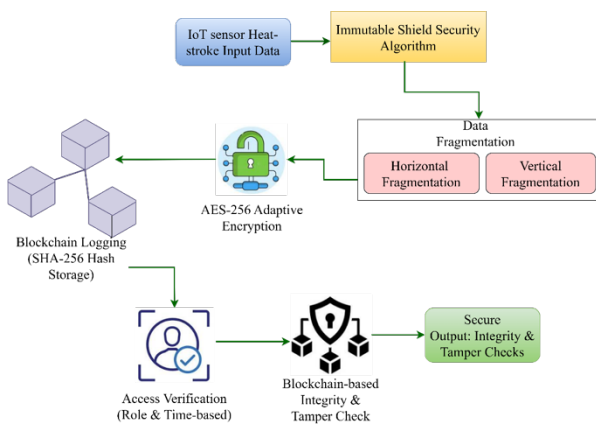 IoT sensor Heat-
stroke Input Data
Immutable Shield Security
Algorithm
Data
Fragmentation
Horizontal
Fragmentation
Vertical
Fragmentation
AES-256 Adaptive
Encryption
Blockchain Logging
(SHA-256 Hash
Storage)
Access Verification
(Role & Time-based)
Blockchain-based
Integrity &
Tamper Check
Secure
Output: Integrity &
Tamper Checks